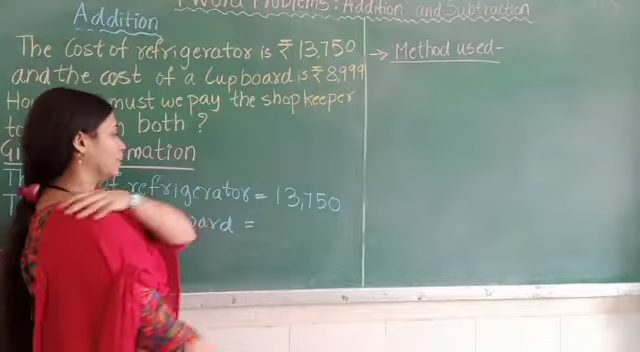 Word Problems: Addition and Subtraction
Addition
The Cost of refrigerator is ₹ 13,750
and the cost of a Cupboard is ₹ 8,999
must we pay the shopkeeper
both ?
mation
refrigerator = 13,750
ard =
→ Method used-